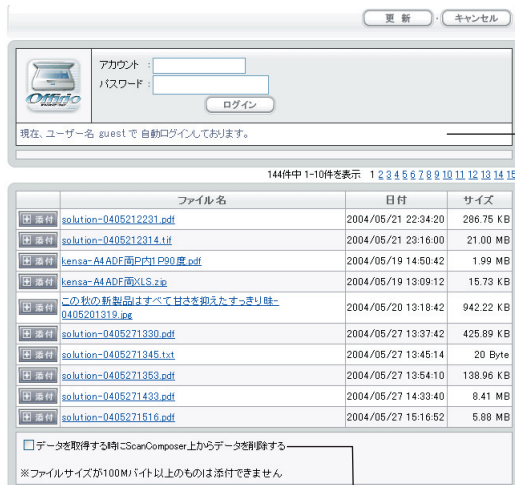 更 新 ・ キャンセル
アカウント :
パスワード :
ログイン
Offirio
現在、ユーザー名 guest で 自動ログインしております。
144件中 1-10件を表示 1 2 3 4 5 6 7 8 9 10 11 12 13 14 15
ファイル名 日付 サイズ
添付 solution-0405212231.pdf 2004/05/21 22:34:20 286.75 KB
添付 solution-0405212314.tif 2004/05/21 23:16:00 21.00 MB
添付 kensa-A4ADF両P内1P90度.pdf 2004/05/19 14:50:42 1.99 MB
添付 kensa-A4ADF両XLS.zip 2004/05/19 13:09:12 15.73 KB
添付 この秋の新製品はすべて甘さを抑えたすっきり味-
0405201319.jpg 2004/05/20 13:18:42 942.22 KB
添付 solution-0405271330.pdf 2004/05/27 13:37:42 425.89 KB
添付 solution-0405271345.txt 2004/05/27 13:45:14 20 Byte
添付 solution-0405271353.pdf 2004/05/27 13:54:10 138.96 KB
添付 solution-0405271433.pdf 2004/05/27 14:33:40 8.41 MB
添付 solution-0405271516.pdf 2004/05/27 15:16:52 5.88 MB
データを取得する時にScanComposer上からデータを削除する
※ファイルサイズが100Mバイト以上のものは添付できません